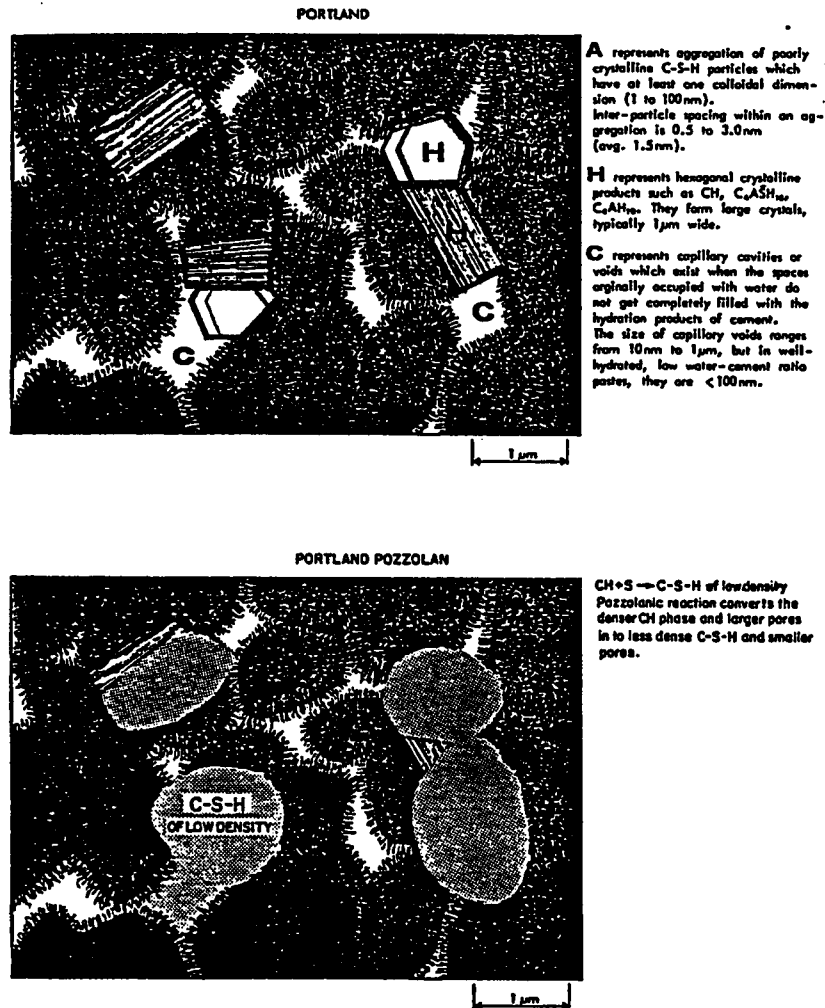 PORTLAND
A represents aggregation of poorly
crystalline C-S-H particles which
have at least one colloidal dimen-
sion (1 to 100nm).
Inter-particle spacing within an ag-
gregation is 0.5 to 3.0nm
(avg. 1.5nm).
H represents hexagonal crystalline
products such as CH, C₄AS̄H₁₈,
C₄AH₁₉. They form large crystals,
typically 1μm wide.
C represents capillary cavities or
voids which exist when the spaces
orginally occupied with water do
not get completely filled with the
hydration products of cement.
The size of capillary voids ranges
from 10nm to 1μm, but in well-
hydrated, low water-cement ratio
pastes, they are <100nm.
H
H
C
C
1 μm
PORTLAND POZZOLAN
CH+S→C-S-H of lowdensity
Pozzolanic reaction converts the
denser CH phase and larger pores
in to less dense C-S-H and smaller
pores.
C-S-H
OF LOW DENSITY
1 μm